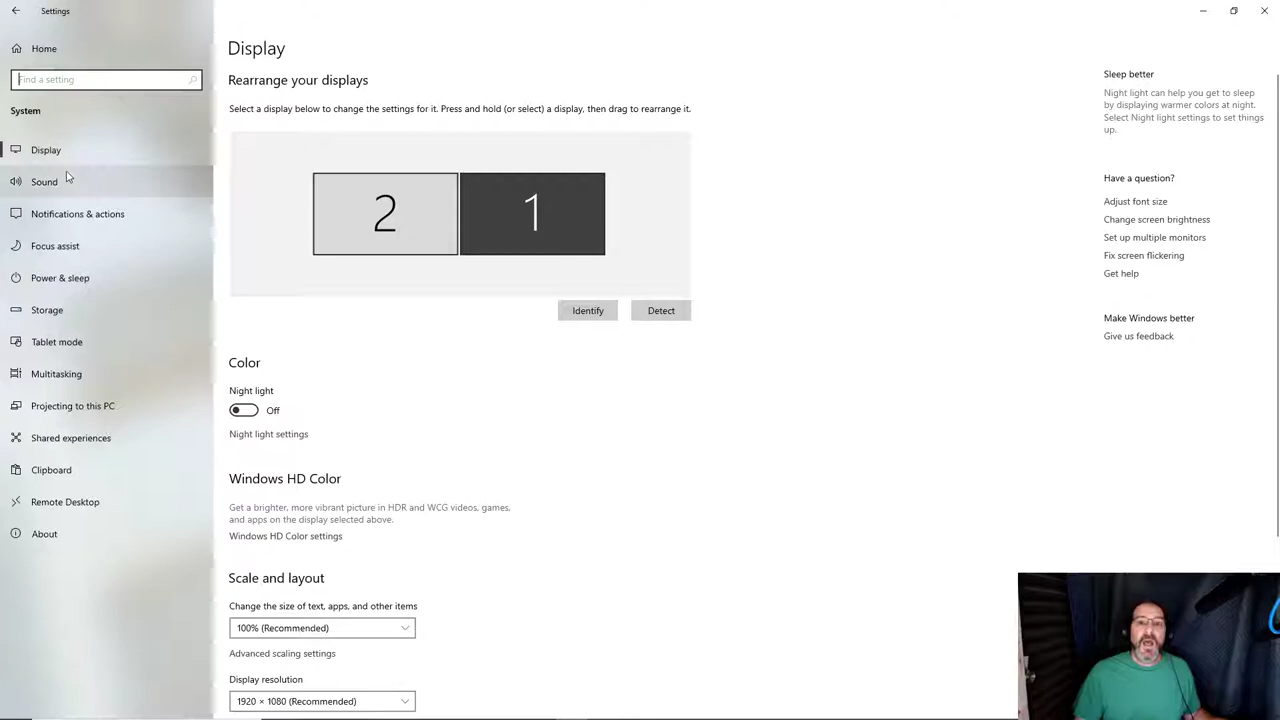 Settings
Home
Find a setting
System
Display
Sound
Notifications & actions
Focus assist
Power & sleep
Storage
Tablet mode
Multitasking
Projecting to this PC
Shared experiences
Clipboard
Remote Desktop
About
Display
Rearrange your displays
Select a display below to change the settings for it. Press and hold (or select) a display, then drag to rearrange it.
2
1
Identify
Detect
Color
Night light
Off
Night light settings
Windows HD Color
Get a brighter, more vibrant picture in HDR and WCG videos, games,
and apps on the display selected above.
Windows HD Color settings
Scale and layout
Change the size of text, apps, and other items
100% (Recommended)
Advanced scaling settings
Display resolution
1920 × 1080 (Recommended)
Sleep better
Night light can help you get to sleep
by displaying warmer colors at night.
Select Night light settings to set things
up.
Have a question?
Adjust font size
Change screen brightness
Set up multiple monitors
Fix screen flickering
Get help
Make Windows better
Give us feedback